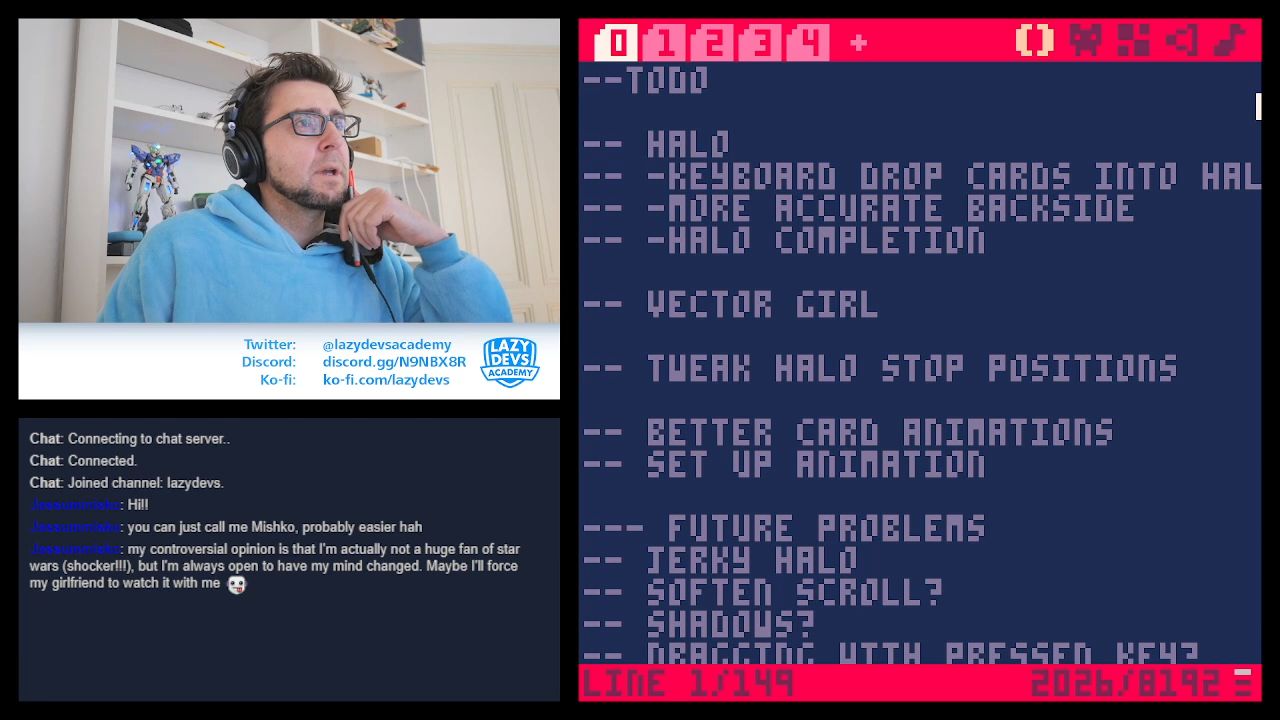 Twitter: @lazydevsacademy
Discord: discord.gg/N9NBX8R
Ko-fi: ko-fi.com/lazydevs
LAZY
DEVS
ACADEMY
Chat: Connecting to chat server..
Chat: Connected.
Chat: Joined channel: lazydevs.
: Hi!!
: you can just call me Mishko, probably easier hah
: my controversial opinion is that I'm actually not a huge fan of star
wars (shocker!!!), but I'm always open to have my mind changed. Maybe I'll force
my girlfriend to watch it with me
0 1 2 3 4 +
--TODO
-- HALO
-- -KEYBOARD DROP CARDS INTO HAL
-- -MORE ACCURATE BACKSIDE
-- -HALO COMPLETION
-- VECTOR GIRL
-- TWEAK HALO STOP POSITIONS
-- BETTER CARD ANIMATIONS
-- SET UP ANIMATION
--- FUTURE PROBLEMS
-- JERKY HALO
-- SOFTEN SCROLL?
-- SHADOWS?
-- DRAGGING WITH PRESSED KEY?
LINE 1/149 2026/8192